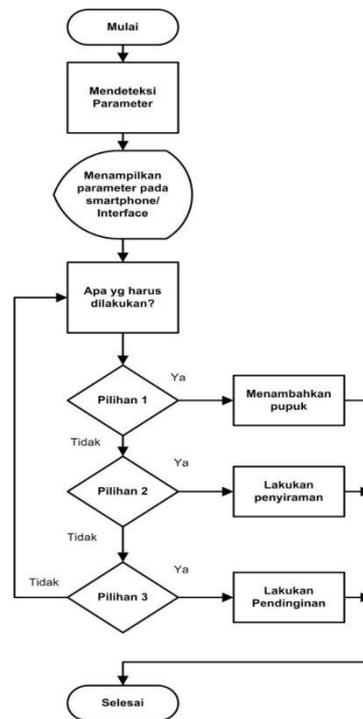 Mulai
Mendeteksi
Parameter
Menampilkan
parameter pada
smartphone/
Interface
Apa yg harus
dilakukan?
Pilihan 1
Ya
Menambahkan
pupuk
Tidak
Pilihan 2
Ya
Lakukan
penyiraman
Tidak
Pilihan 3
Ya
Lakukan
Pendinginan
Tidak
Selesai